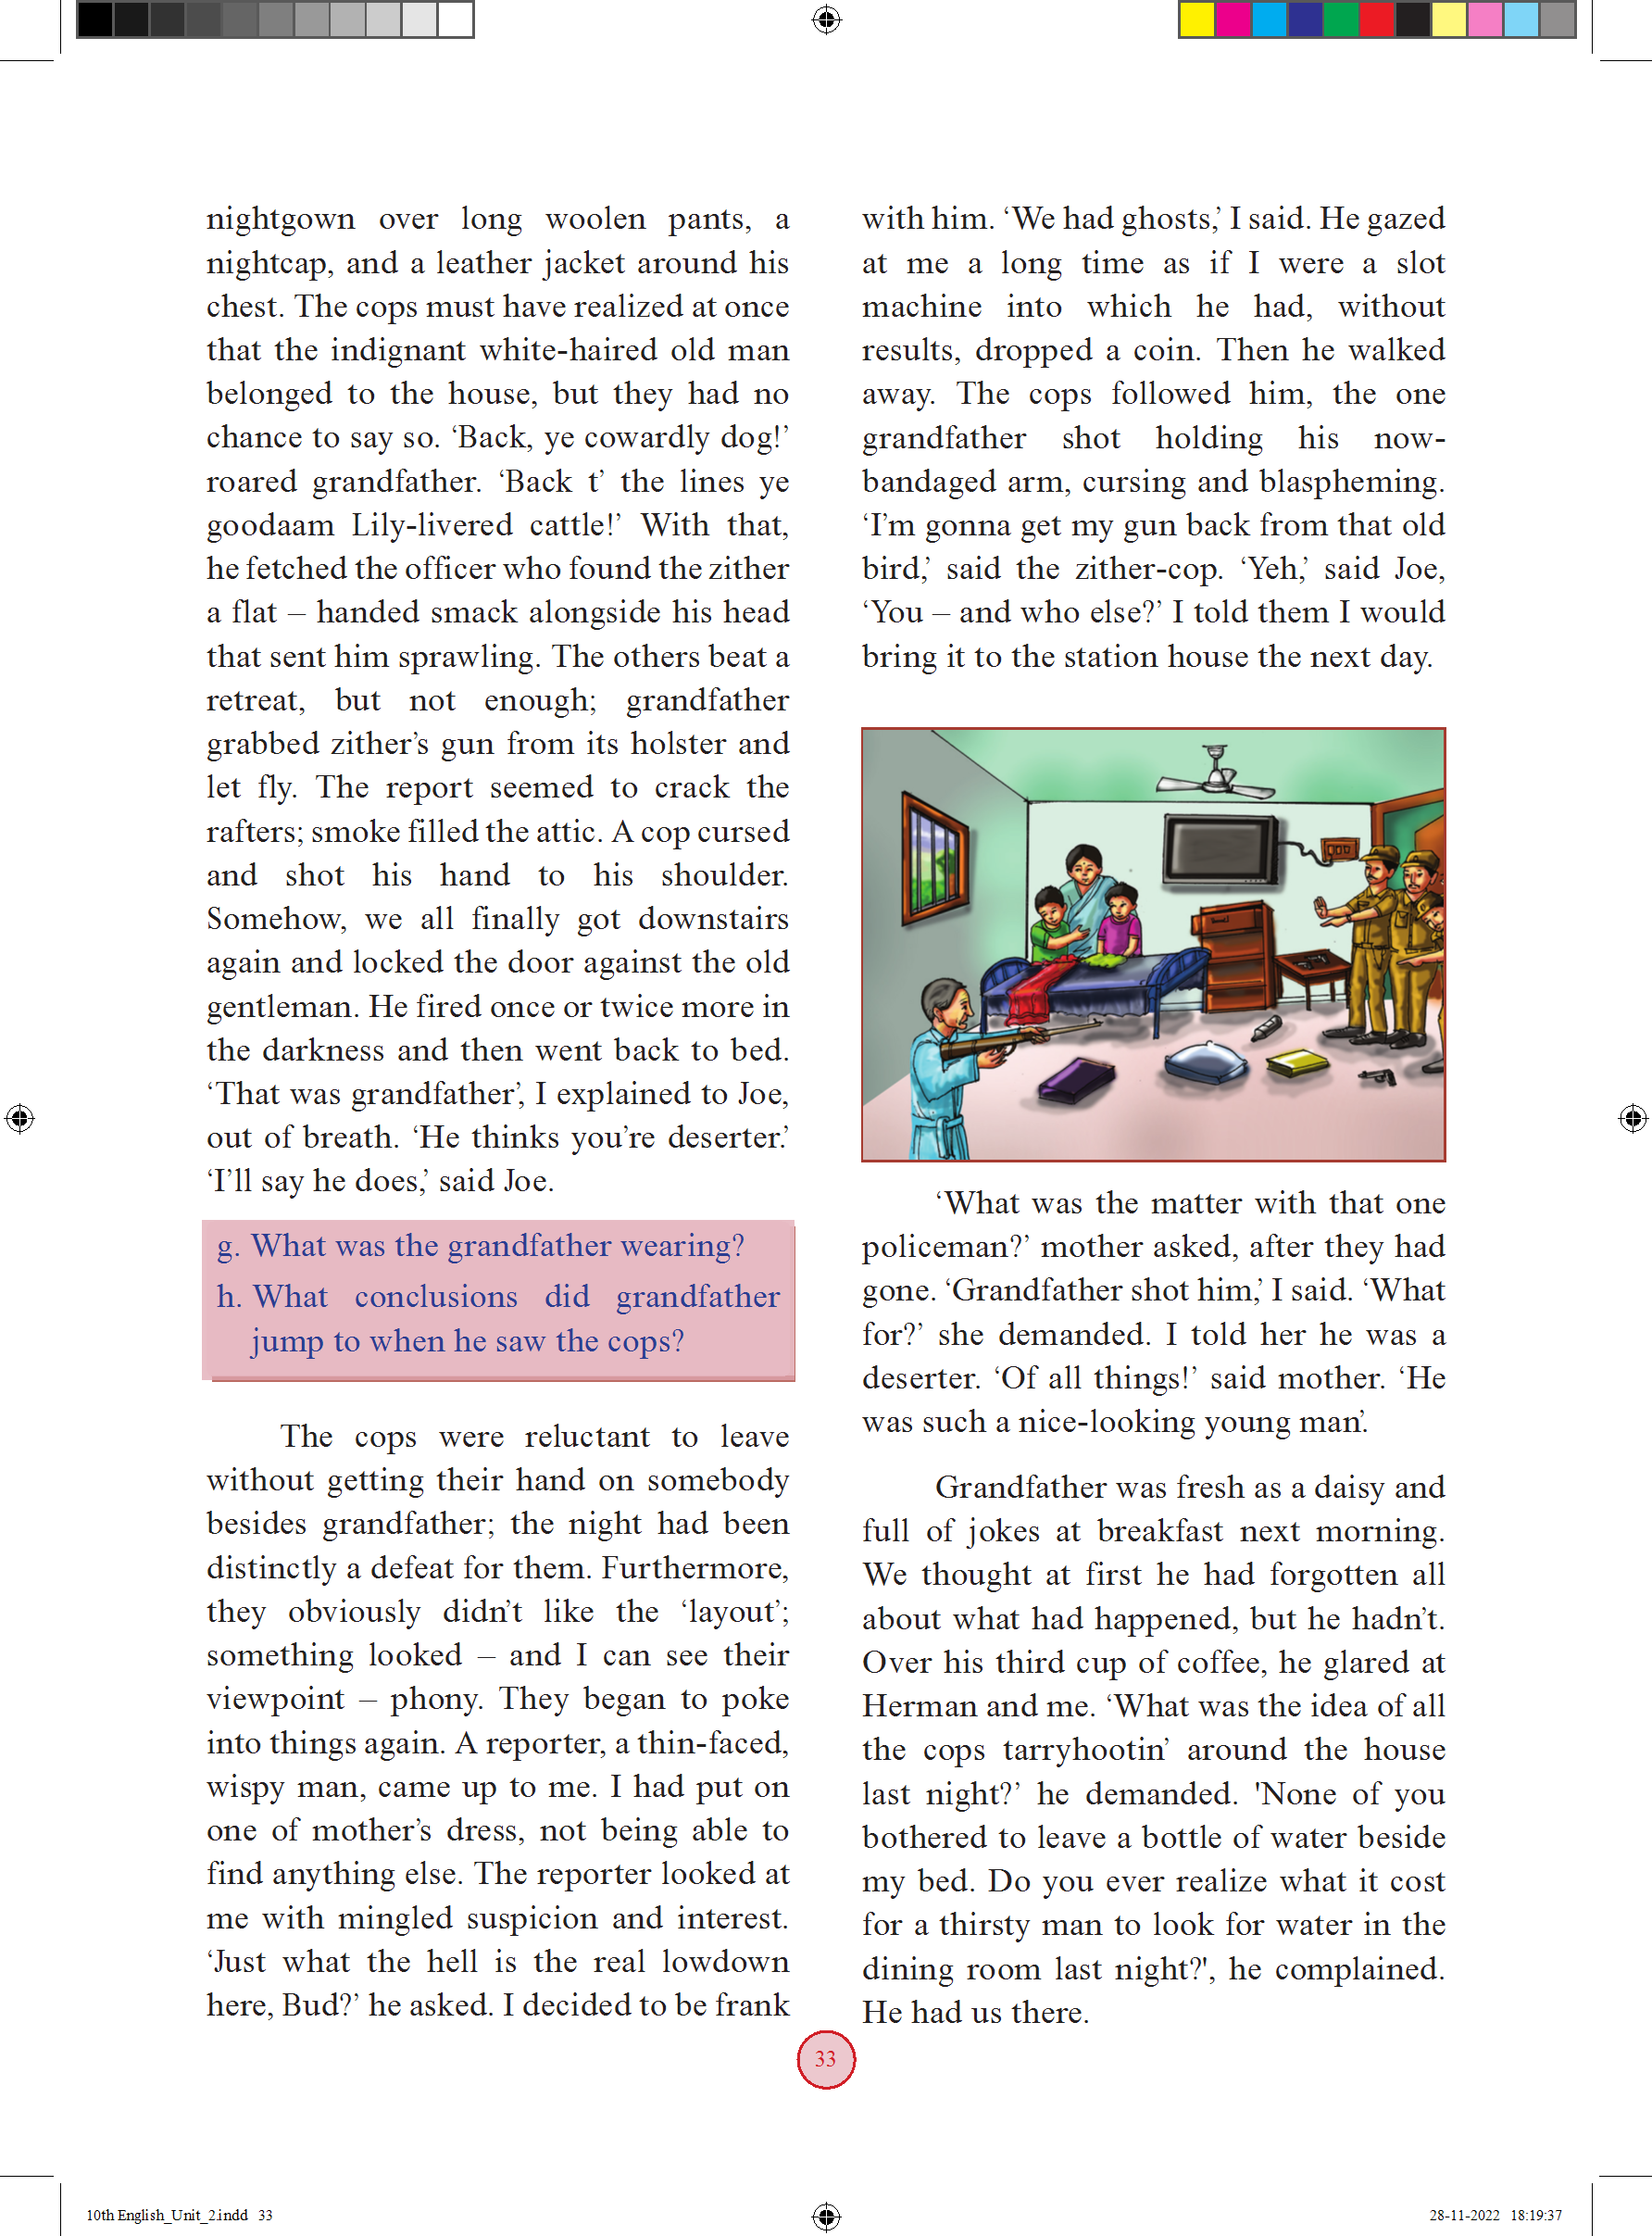 nightgown over long woolen pants, a
nightcap, and a leather jacket around his
chest. The cops must have realized at once
that the indignant white-haired old man
belonged to the house, but they had no
chance to say so. ‘Back, ye cowardly dog!’
roared grandfather. ‘Back t’ the lines ye
goodaam Lily-livered cattle!’ With that,
he fetched the officer who found the zither
a flat – handed smack alongside his head
that sent him sprawling. The others beat a
retreat, but not enough; grandfather
grabbed zither’s gun from its holster and
let fly. The report seemed to crack the
rafters; smoke filled the attic. A cop cursed
and shot his hand to his shoulder.
Somehow, we all finally got downstairs
again and locked the door against the old
gentleman. He fired once or twice more in
the darkness and then went back to bed.
‘That was grandfather’, I explained to Joe,
out of breath. ‘He thinks you’re deserter.’
‘I’ll say he does,’ said Joe.
g. What was the grandfather wearing?
h. What conclusions did grandfather
jump to when he saw the cops?
The cops were reluctant to leave
without getting their hand on somebody
besides grandfather; the night had been
distinctly a defeat for them. Furthermore,
they obviously didn’t like the ‘layout’;
something looked – and I can see their
viewpoint – phony. They began to poke
into things again. A reporter, a thin-faced,
wispy man, came up to me. I had put on
one of mother’s dress, not being able to
find anything else. The reporter looked at
me with mingled suspicion and interest.
‘Just what the hell is the real lowdown
here, Bud?’ he asked. I decided to be frank
with him. ‘We had ghosts,’ I said. He gazed
at me a long time as if I were a slot
machine into which he had, without
results, dropped a coin. Then he walked
away. The cops followed him, the one
grandfather shot holding his now-
bandaged arm, cursing and blaspheming.
‘I’m gonna get my gun back from that old
bird,’ said the zither-cop. ‘Yeh,’ said Joe,
‘You – and who else?’ I told them I would
bring it to the station house the next day.
‘What was the matter with that one
policeman?’ mother asked, after they had
gone. ‘Grandfather shot him,’ I said. ‘What
for?’ she demanded. I told her he was a
deserter. ‘Of all things!’ said mother. ‘He
was such a nice-looking young man’.
Grandfather was fresh as a daisy and
full of jokes at breakfast next morning.
We thought at first he had forgotten all
about what had happened, but he hadn’t.
Over his third cup of coffee, he glared at
Herman and me. ‘What was the idea of all
the cops tarryhootin’ around the house
last night?’ he demanded. 'None of you
bothered to leave a bottle of water beside
my bed. Do you ever realize what it cost
for a thirsty man to look for water in the
dining room last night?', he complained.
He had us there.
33
10th English_Unit_2.indd 33
28-11-2022 18:19:37